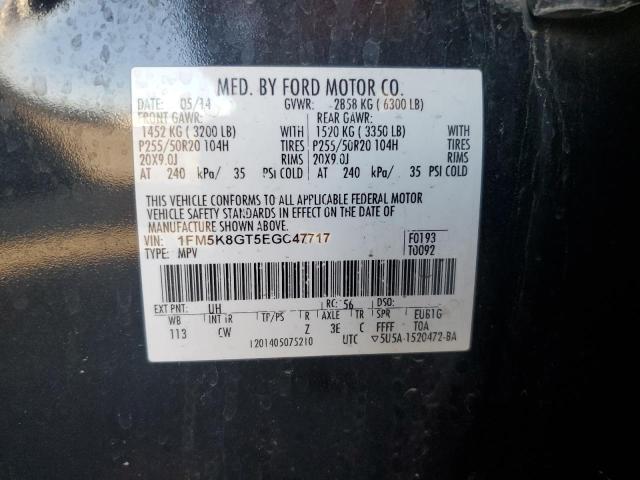 MFD. BY FORD MOTOR CO.
DATE: 05/14 GVWR: 2858 KG ( 6300 LB)
FRONT GAWR: REAR GAWR:
1452 KG ( 3200 LB) WITH 1520 KG ( 3350 LB) WITH
P255/50R20 104H TIRES P255/50R20 104H TIRES
20X9.0J RIMS 20X9.0J RIMS
AT 240 kPa/ 35 PSI COLD AT 240 kPa/ 35 PSI COLD
THIS VEHICLE CONFORMS TO ALL APPLICABLE FEDERAL MOTOR
VEHICLE SAFETY STANDARDS IN EFFECT ON THE DATE OF
MANUFACTURE SHOWN ABOVE.
VIN: 1FM5K8GT5EGC47717 F0193
TYPE: MPV T0092
EXT PNT: UH RC: 56 DSO:
WB INT TR TP/PS R AXLE TR SPR EUB1G
113 CW Z 3E C FFFF T0A
I201405075210 UTC ▽5U5A-1520472-BA